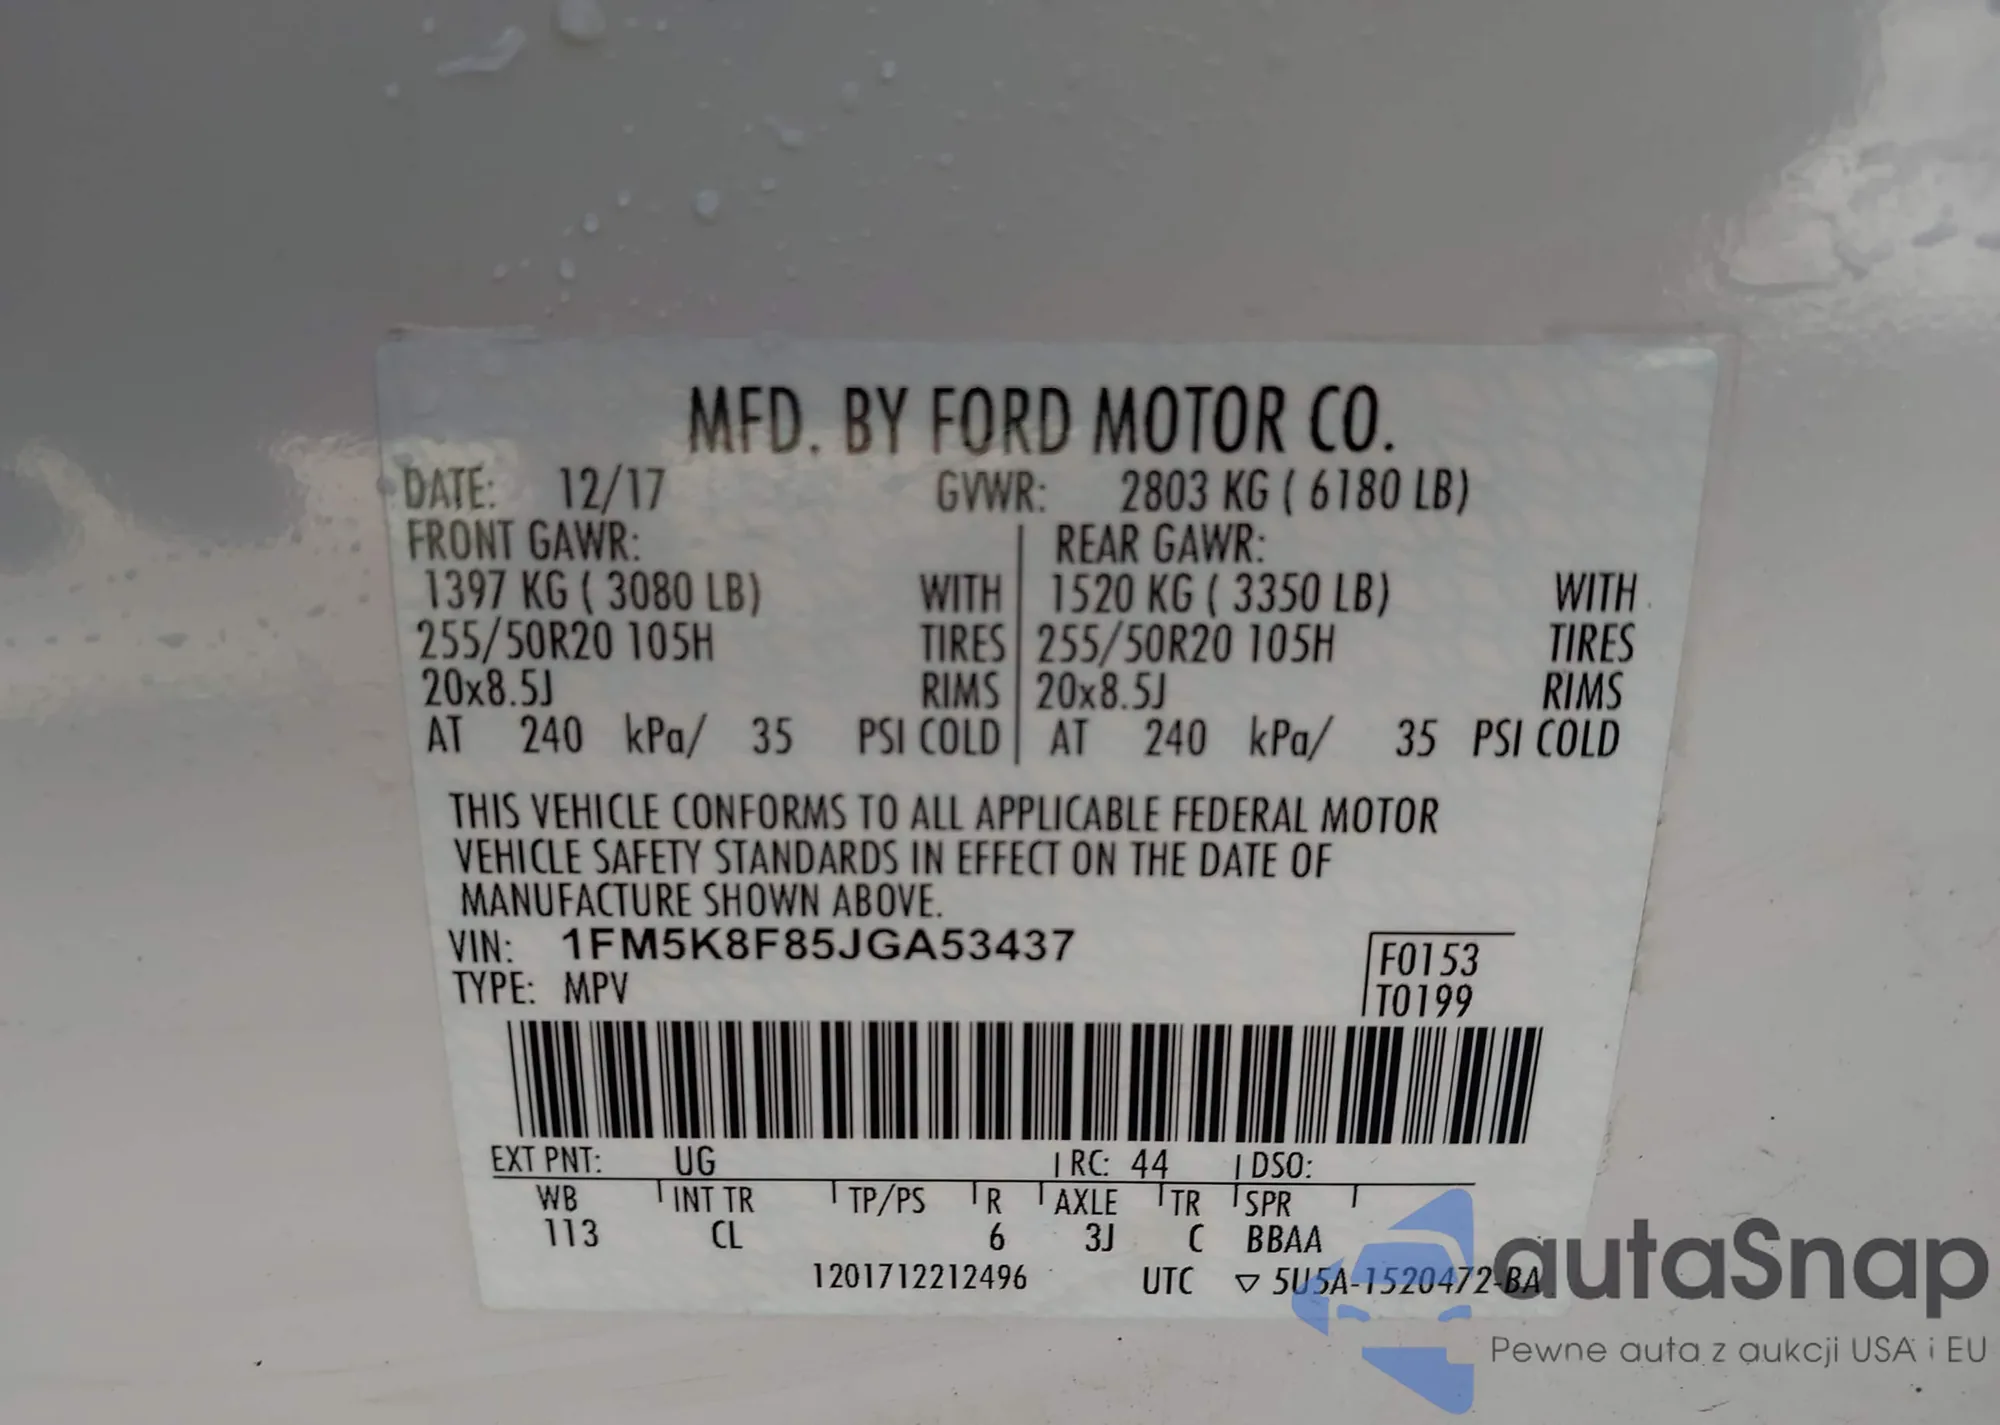 MFD. BY FORD MOTOR CO.
DATE: 12/17 GVWR: 2803 KG ( 6180 LB)
FRONT GAWR: REAR GAWR:
1397 KG ( 3080 LB) WITH 1520 KG ( 3350 LB) WITH
255/50R20 105H TIRES 255/50R20 105H TIRES
20x8.5J RIMS 20x8.5J RIMS
AT 240 kPa/ 35 PSI COLD AT 240 kPa/ 35 PSI COLD
THIS VEHICLE CONFORMS TO ALL APPLICABLE FEDERAL MOTOR
VEHICLE SAFETY STANDARDS IN EFFECT ON THE DATE OF
MANUFACTURE SHOWN ABOVE.
VIN: 1FM5K8F85JGA53437
F0153
TYPE: MPV
T0199
EXT PNT: UG RC: 44 DSO:
WB INT TR TP/PS R AXLE TR SPR
113 CL 6 3J C BBAA
1201712212496 UTC ▽ 5U5A-1520472-BA
autaSnap
Pewne auta z aukcji USA i EU